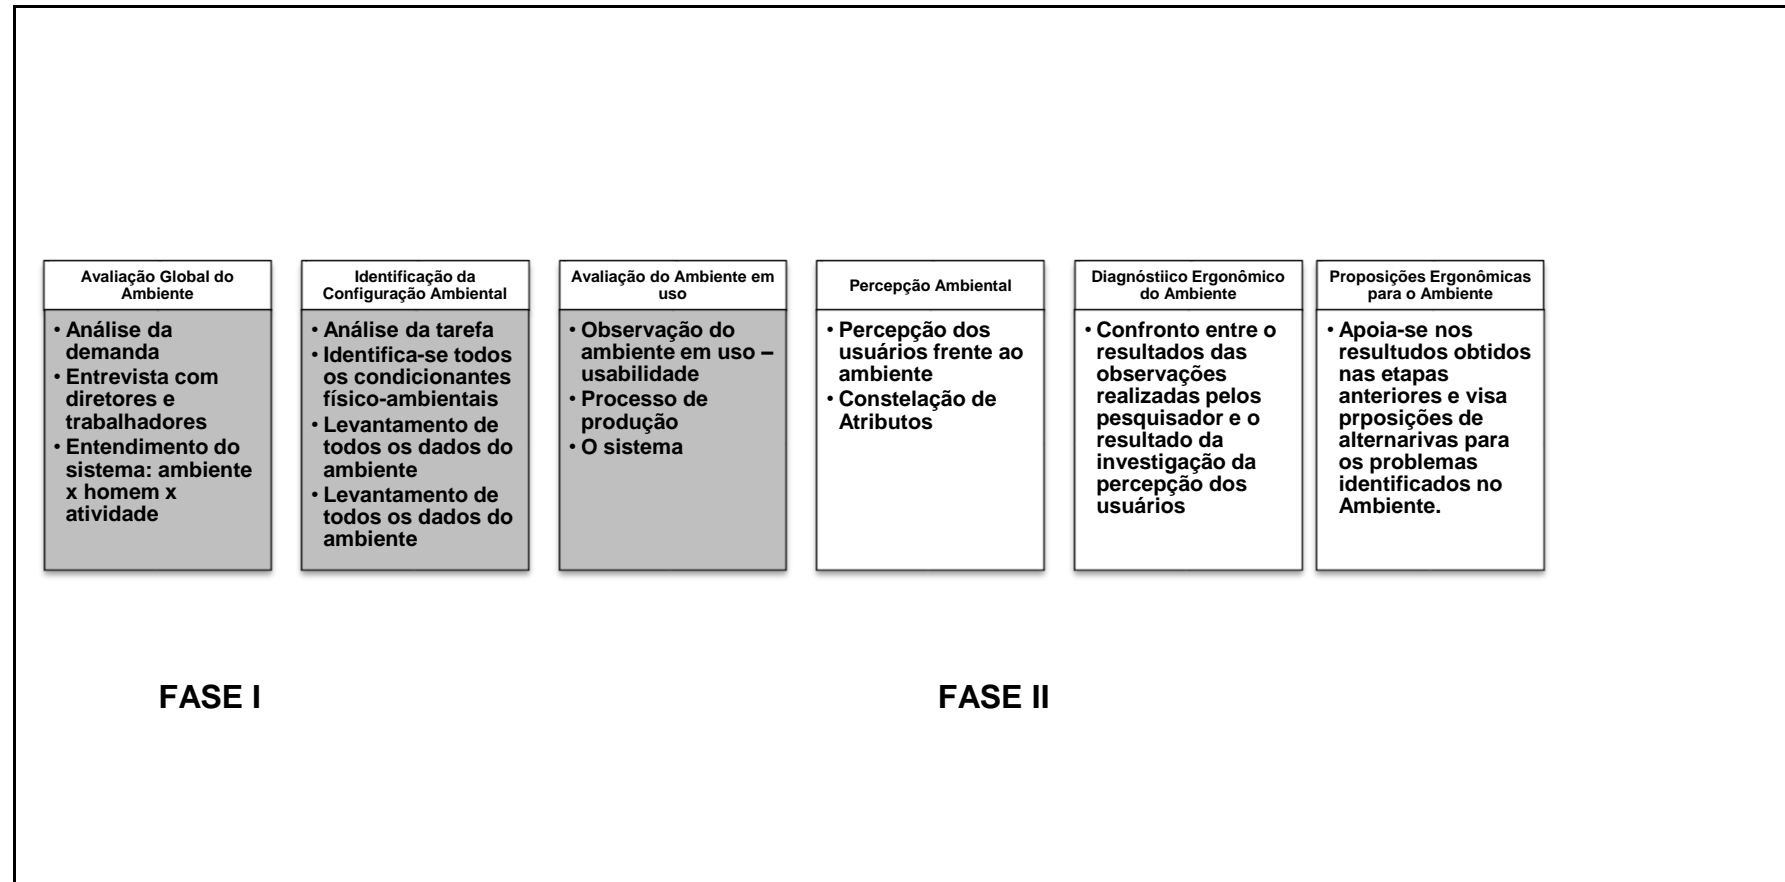 Avaliação Global do
Ambiente
• Análise da
demanda
• Entrevista com
diretores e
trabalhadores
• Entendimento do
sistema: ambiente
x homem x
atividade
Identificação da
Configuração Ambiental
• Análise da tarefa
• Identifica-se todos
os condicionantes
físico-ambientais
• Levantamento de
todos os dados do
ambiente
• Levantamento de
todos os dados do
ambiente
Avaliação do Ambiente em
uso
• Observação do
ambiente em uso –
usabilidade
• Processo de
produção
• O sistema
Percepção Ambiental
• Percepção dos
usuários frente ao
ambiente
• Constelação de
Atributos
Diagnóstiico Ergonômico
do Ambiente
• Confronto entre o
resultados das
observações
realizadas pelos
pesquisador e o
resultado da
investigação da
percepção dos
usuários
Proposições Ergonômicas
para o Ambiente
• Apoia-se nos
resultudos obtidos
nas etapas
anteriores e visa
prposições de
alternarivas para
os problemas
identificados no
Ambiente.
FASE I
FASE II